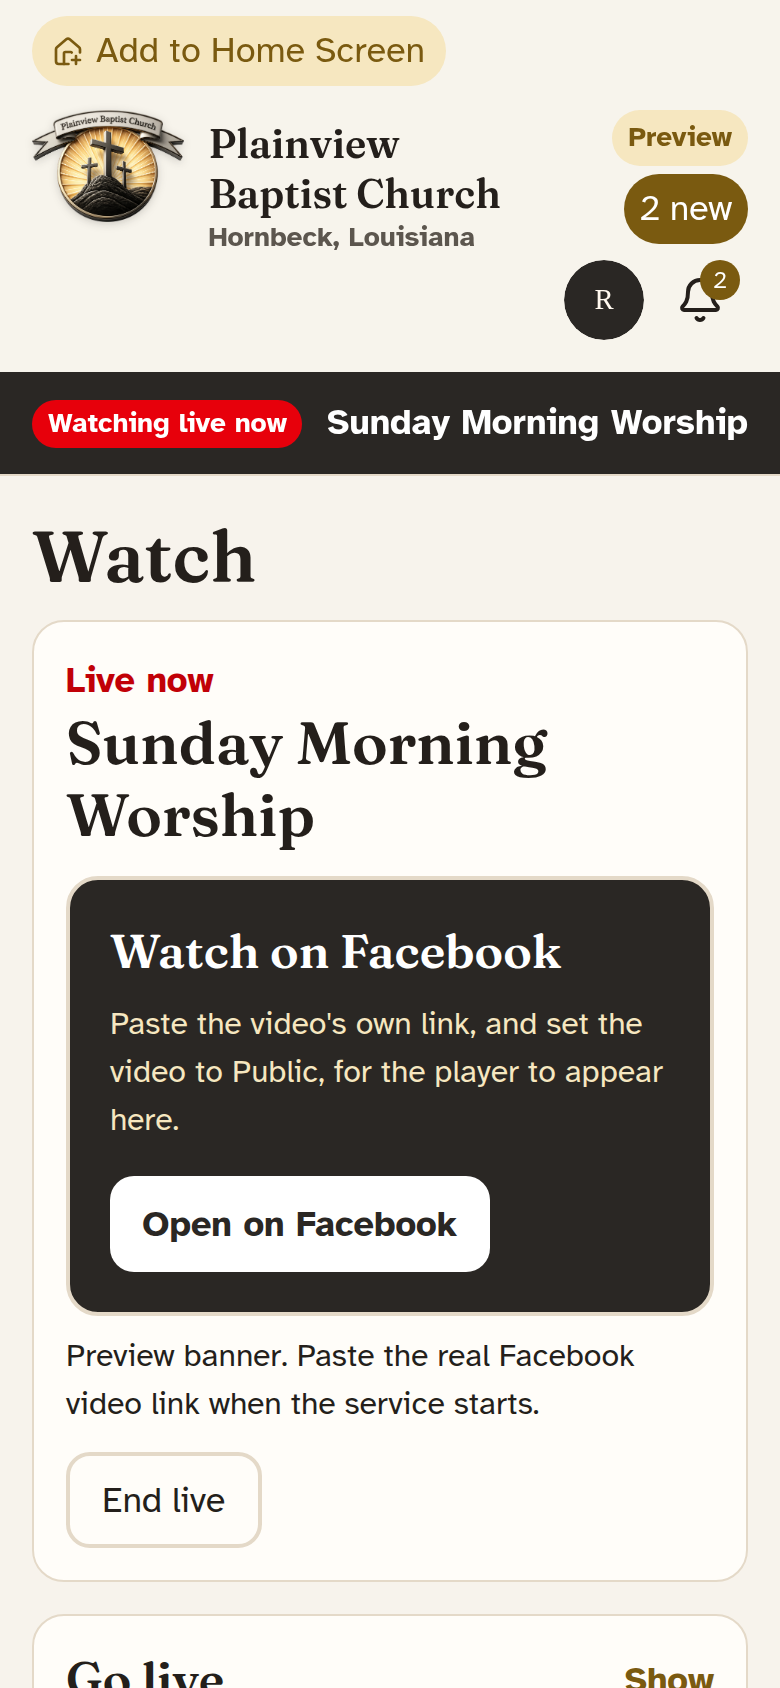 Add to Home Screen
Plainview Baptist Church
Plainview
Baptist Church
Hornbeck, Louisiana
Preview
2 new
R
2
Watching live now Sunday Morning Worship
Watch
Live now
Sunday Morning
Worship
Watch on Facebook
Paste the video's own link, and set the
video to Public, for the player to appear
here.
Open on Facebook
Preview banner. Paste the real Facebook
video link when the service starts.
End live
Go live Show